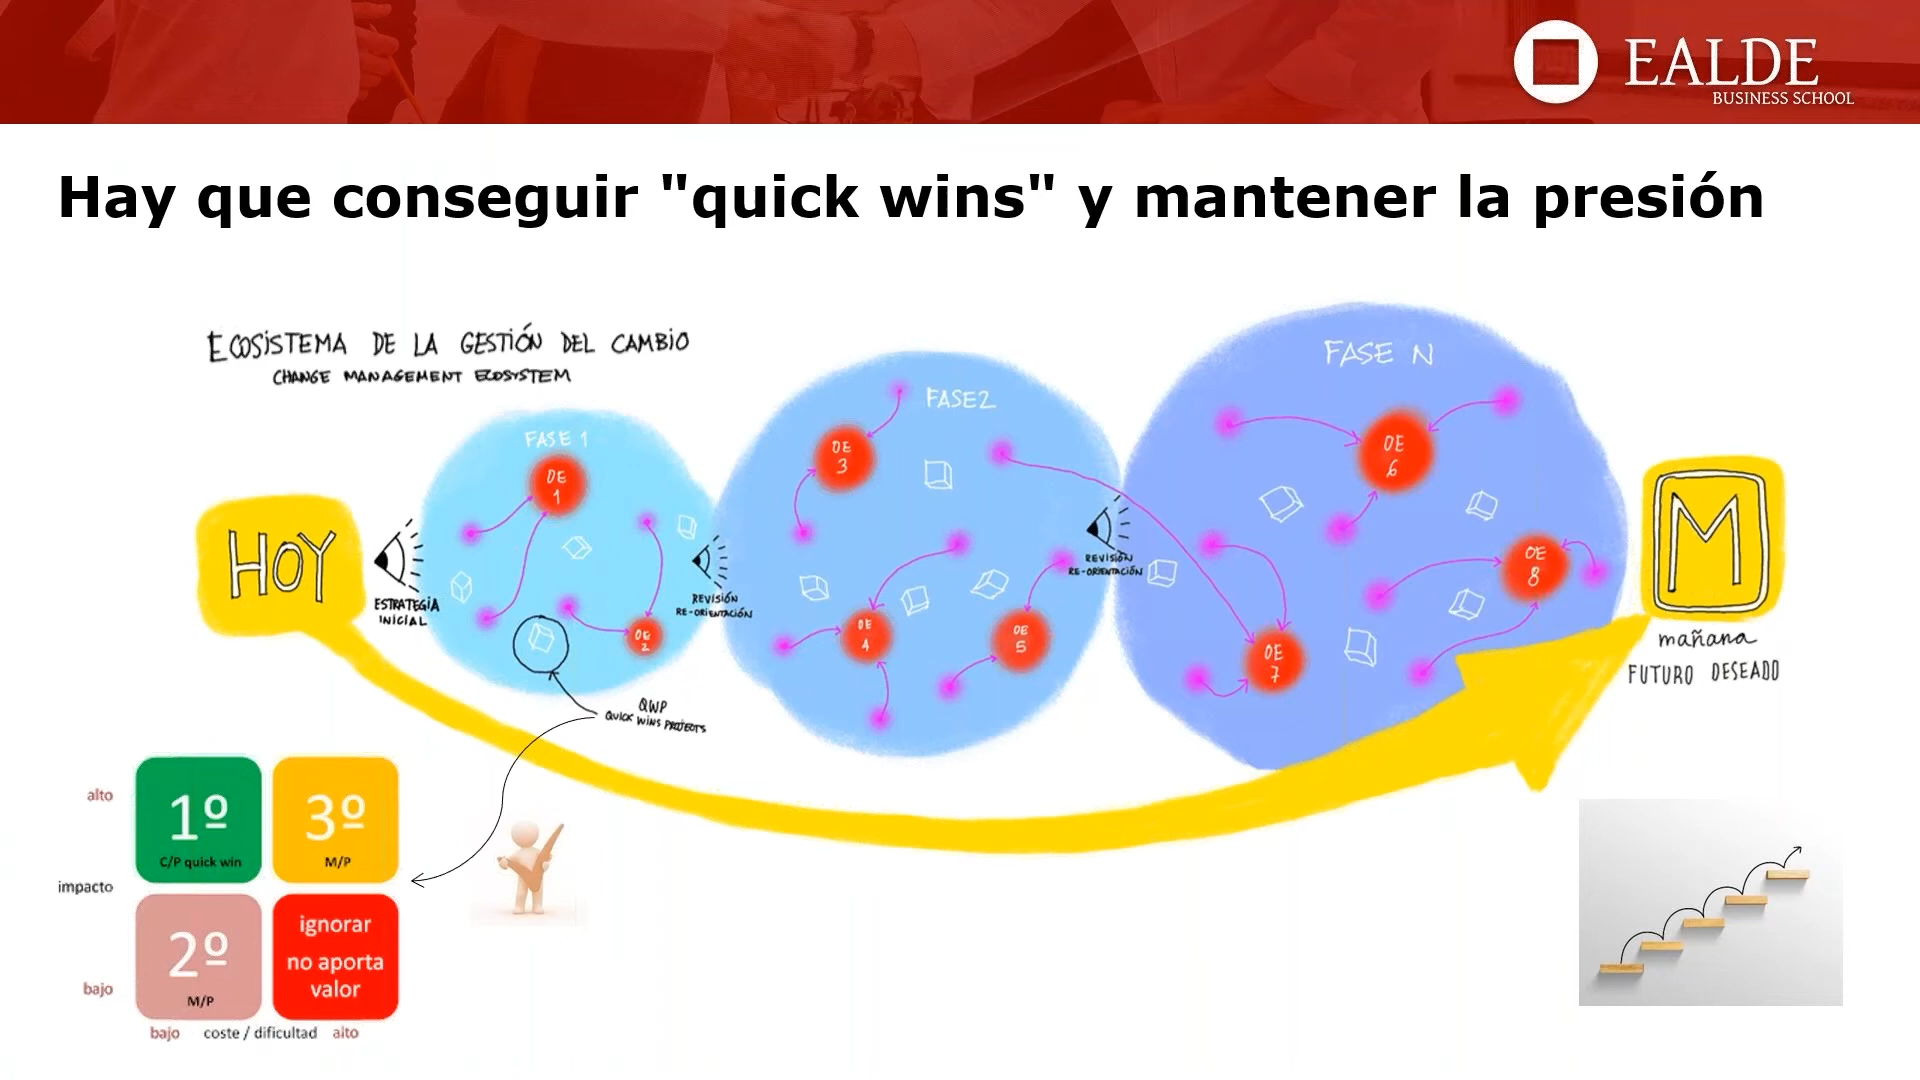 EALDE
BUSINESS SCHOOL
Hay que conseguir "quick wins" y mantener la presión
ECOSISTEMA DE LA GESTIÓN DEL CAMBIO
CHANGE MANAGEMENT ECOSYSTEM
FASE 1
FASE2
FASE N
OE
1
OE
2
OE
3
OE
4
OE
5
OE
6
OE
7
OE
8
HOY
ESTRATEGIA
INICIAL
REVISIÓN
RE-ORIENTACIÓN
REVISIÓN
RE-ORIENTACIÓN
M
mañana
FUTURO DESEADO
QWP
QUICK WINS PROJECTS
alto
1º
C/P quick win
3º
M/P
impacto
2º
M/P
ignorar
no aporta
valor
bajo
bajo coste / dificultad alto